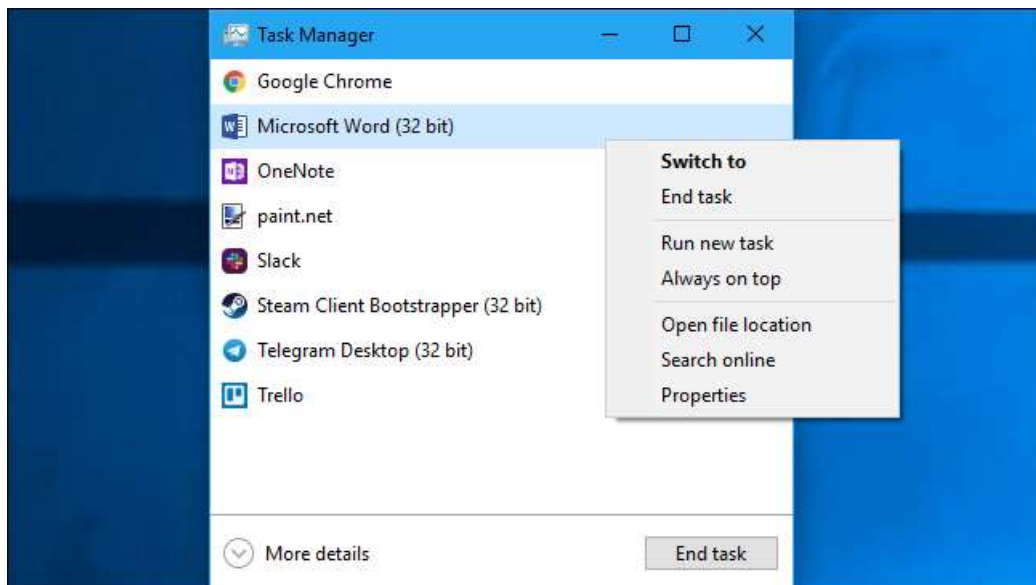 Task Manager
Google Chrome
Microsoft Word (32 bit)
OneNote
paint.net
Slack
Steam Client Bootstrapper (32 bit)
Telegram Desktop (32 bit)
Trello
Switch to
End task
Run new task
Always on top
Open file location
Search online
Properties
More details
End task